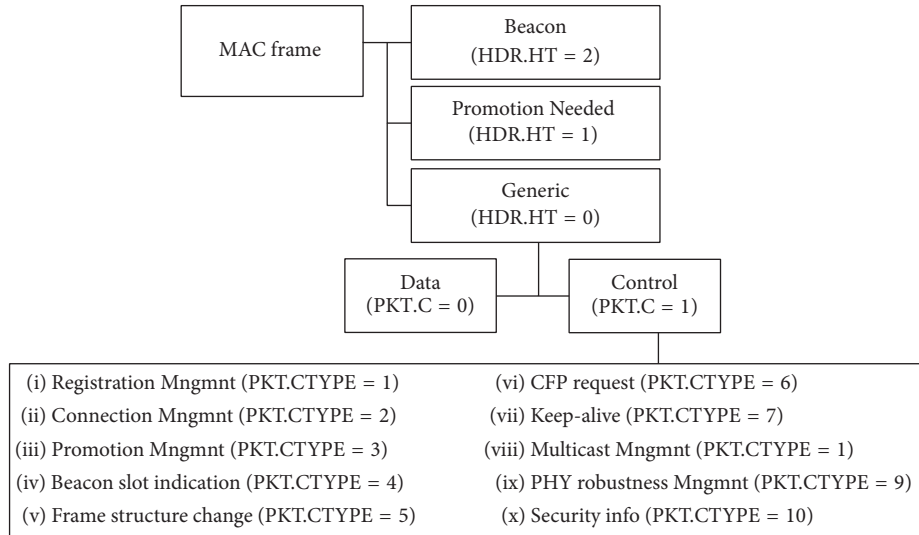 MAC frame
Beacon
(HDR.HT = 2)
Promotion Needed
(HDR.HT = 1)
Generic
(HDR.HT = 0)
Data
(PKT.C = 0)
Control
(PKT.C = 1)
(i) Registration Mngmnt (PKT.CTYPE = 1)
(ii) Connection Mngmnt (PKT.CTYPE = 2)
(iii) Promotion Mngmnt (PKT.CTYPE = 3)
(iv) Beacon slot indication (PKT.CTYPE = 4)
(v) Frame structure change (PKT.CTYPE = 5)
(vi) CFP request (PKT.CTYPE = 6)
(vii) Keep-alive (PKT.CTYPE = 7)
(viii) Multicast Mngmnt (PKT.CTYPE = 1)
(ix) PHY robustness Mngmnt (PKT.CTYPE = 9)
(x) Security info (PKT.CTYPE = 10)